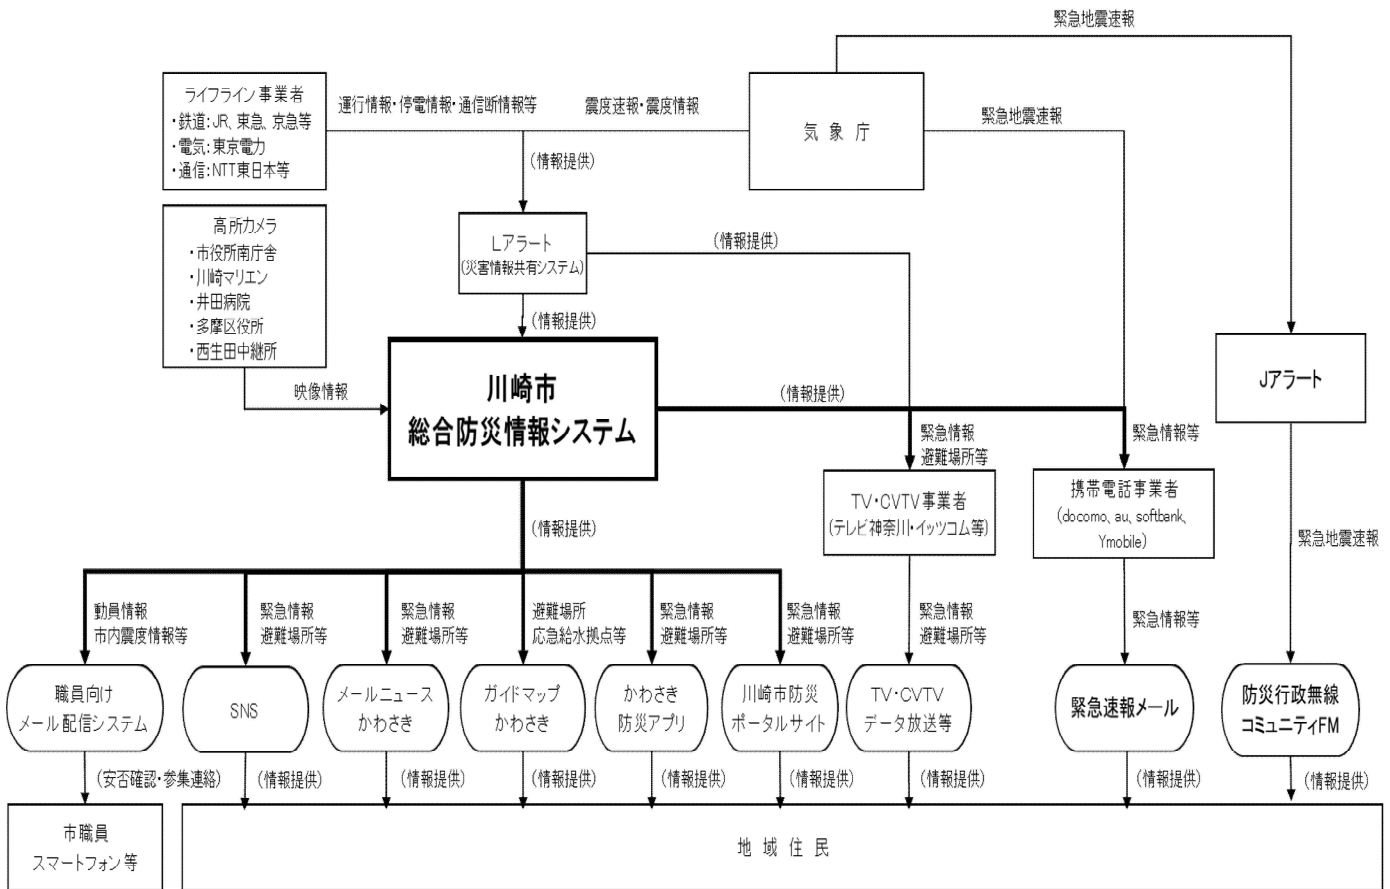 緊急地震速報
ライフライン事業者
・鉄道：JR、東急、京急等
・電気：東京電力
・通信：NTT東日本等
運行情報・停電情報・通信断情報等
震度速報・震度情報
気象庁
緊急地震速報
（情報提供）
高所カメラ
・市役所南庁舎
・川崎マリエン
・井田病院
・多摩区役所
・西生田中継所
Lアラート
（災害情報共有システム）
（情報提供）
（情報提供）
映像情報
川崎市
総合防災情報システム
（情報提供）
Jアラート
緊急情報
避難場所等
緊急情報等
TV・CVTV事業者
（テレビ神奈川・イッツコム等）
携帯電話事業者
（docomo、au、softbank、
Ymobile）
緊急地震速報
（情報提供）
動員情報
市内震度情報等
緊急情報
避難場所等
緊急情報
避難場所等
避難場所
応急給水拠点等
緊急情報
避難場所等
緊急情報
避難場所等
緊急情報
避難場所等
緊急情報等
職員向け
メール配信システム
SNS
メールニュース
かわさき
ガイドマップ
かわさき
かわさき
防災アプリ
川崎市防災
ポータルサイト
TV・CVTV
データ放送等
緊急速報メール
防災行政無線
コミュニティFM
（安否確認・参集連絡）
（情報提供）
（情報提供）
（情報提供）
（情報提供）
（情報提供）
（情報提供）
（情報提供）
（情報提供）
市職員
スマートフォン等
地域住民